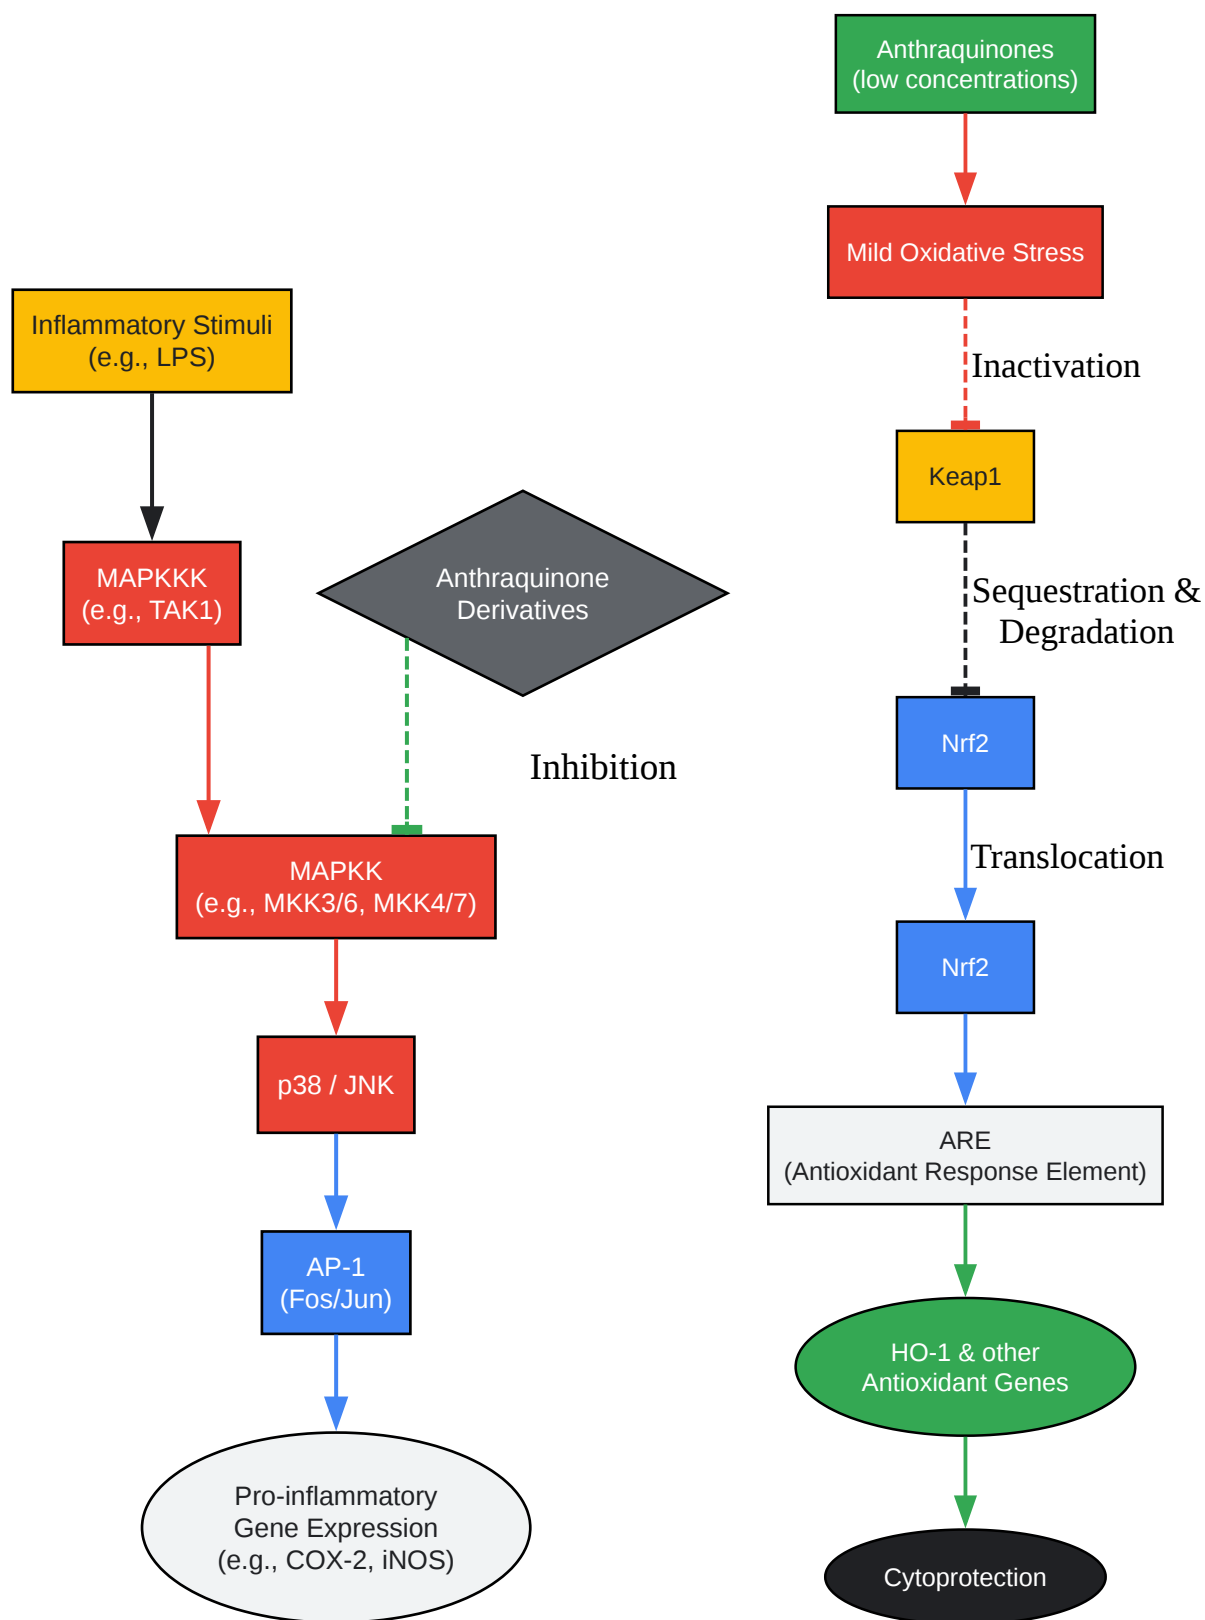 Inflammatory Stimuli
(e.g., LPS)
MAPKKK
(e.g., TAK1)
Anthraquinone
Derivatives
Inhibition
MAPKK
(e.g., MKK3/6, MKK4/7)
p38 / JNK
AP-1
(Fos/Jun)
Pro-inflammatory
Gene Expression
(e.g., COX-2, iNOS)
Anthraquinones
(low concentrations)
Mild Oxidative Stress
Inactivation
Keap1
Sequestration &
Degradation
Nrf2
Translocation
Nrf2
ARE
(Antioxidant Response Element)
HO-1 & other
Antioxidant Genes
Cytoprotection